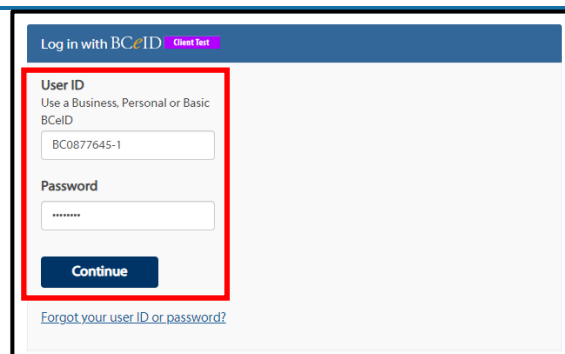 Log in with BCeID Client Test
User ID
Use a Business, Personal or Basic
BCeID
BC0877645-1
Password
••••••••
Continue
Forgot your user ID or password?